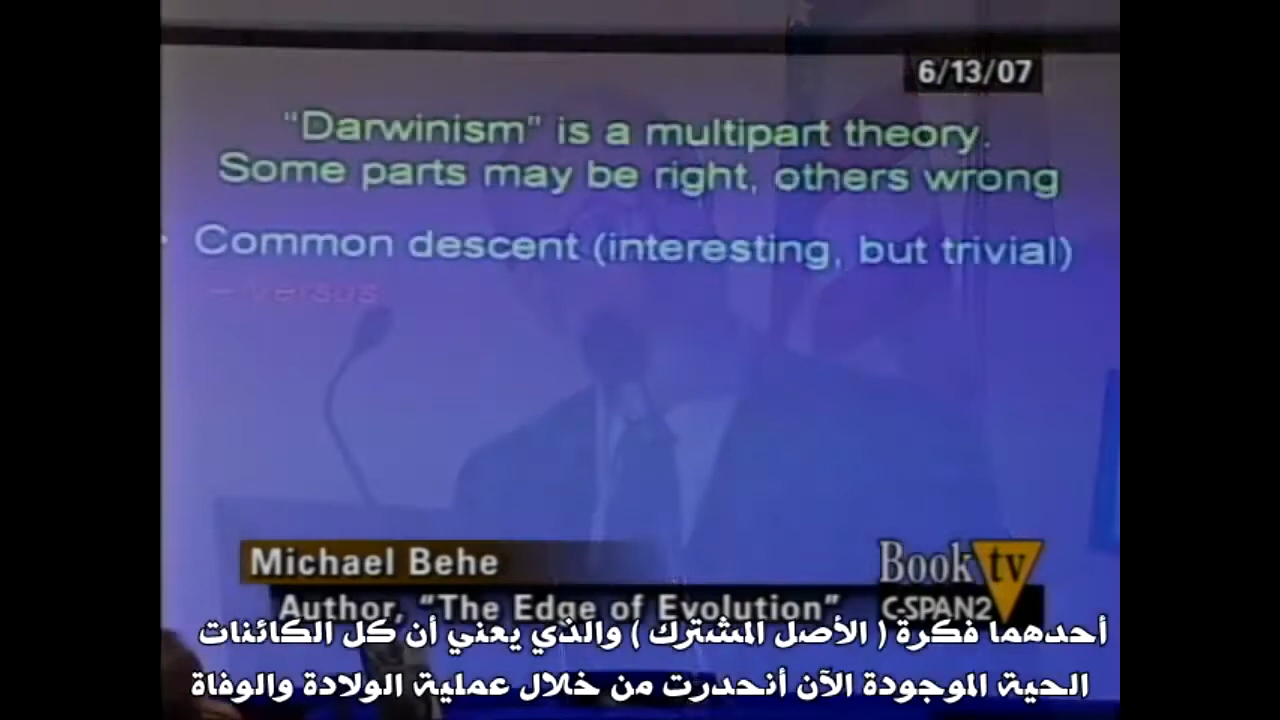 6/13/07
"Darwinism" is a multipart theory.
Some parts may be right, others wrong
· Common descent (interesting, but trivial)
– versus
Michael Behe
Author, "The Edge of Evolution"
Book tv
C-SPAN2
أحدهما فكرة ( الأصل المشترك ) والذي يعني أن كل الكائنات
الحية الموجودة الآن أنحدرت من خلال عملية الولادة والوفاة